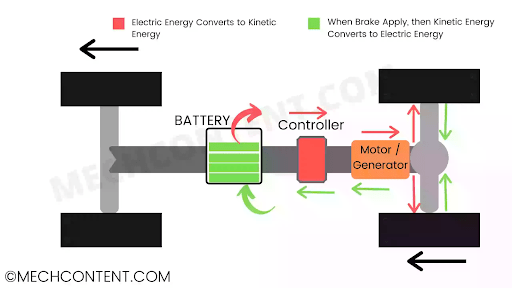 Electric Energy Converts to Kinetic
Energy
When Brake Apply, then Kinetic Energy
Converts to Electric Energy
BATTERY
Controller
Motor /
Generator
MECHCONTENT.COM
©MECHCONTENT.COM